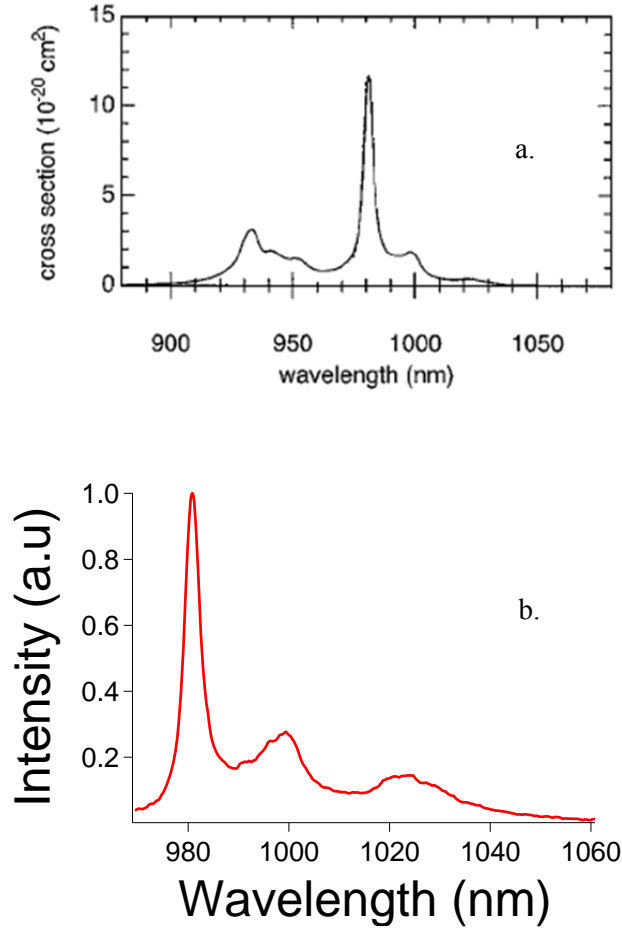 15
10
5
0
cross section (10⁻²⁰ cm²)
a.
900 950 1000 1050
wavelength (nm)
1.0
0.8
0.6
0.4
0.2
Intensity (a.u)
b.
980 1000 1020 1040 1060
Wavelength (nm)